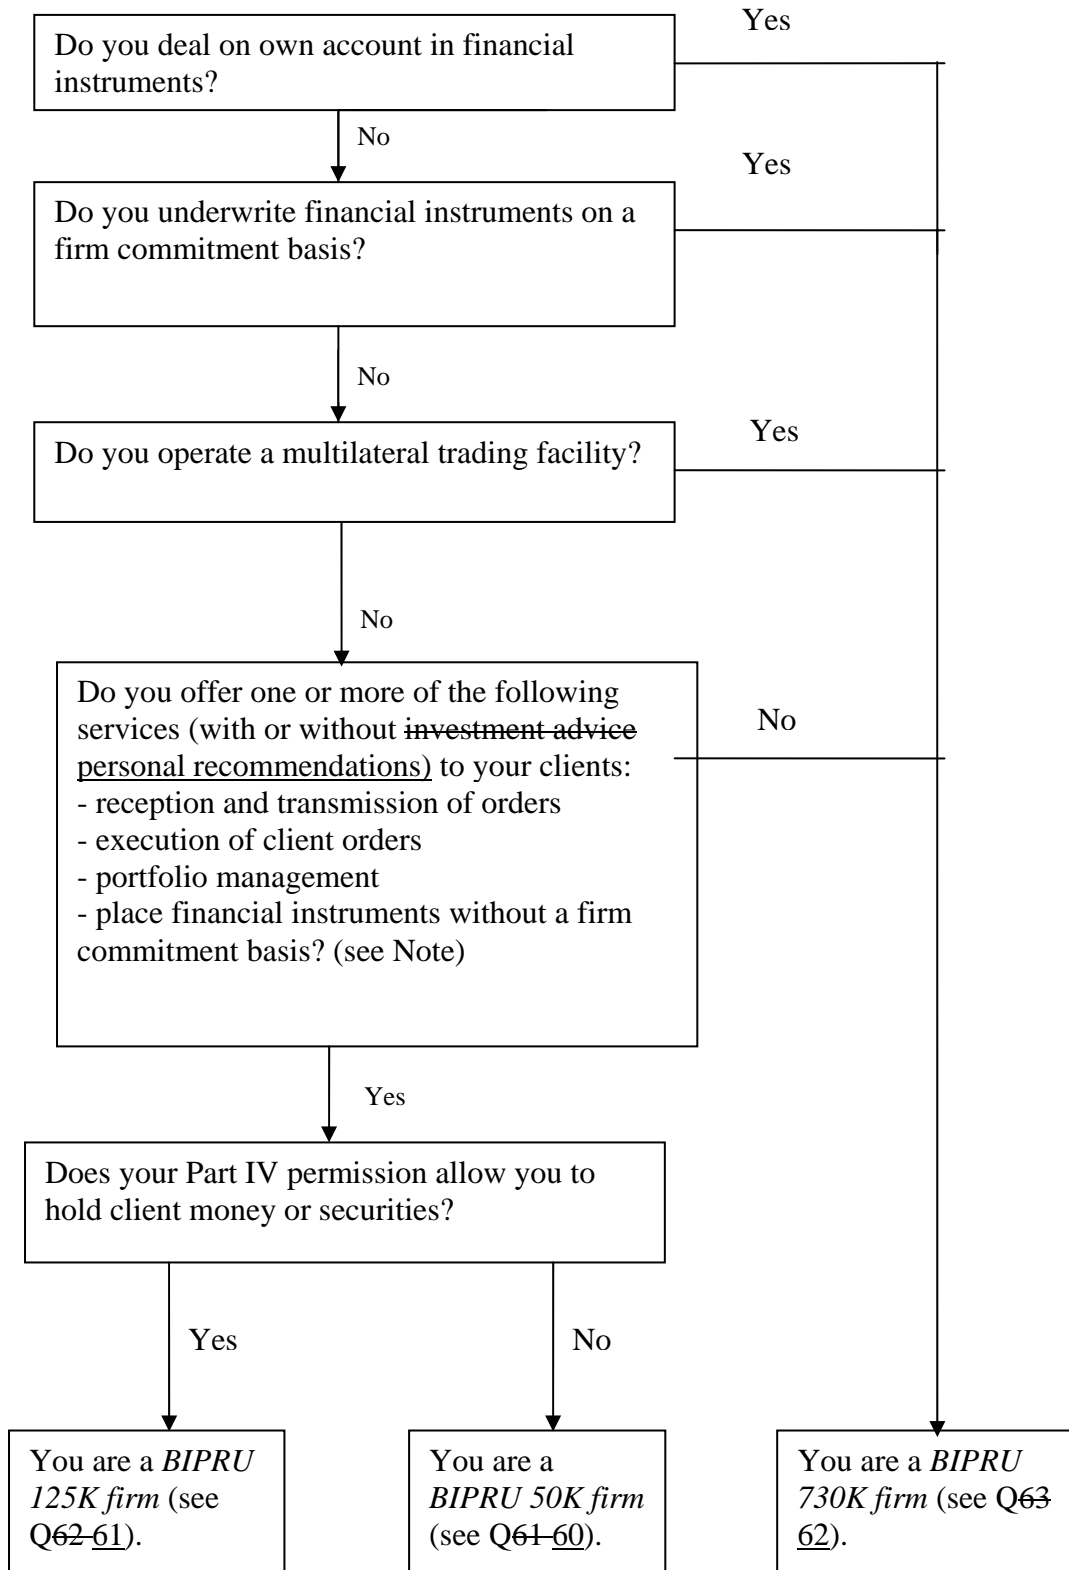 Yes
Do you deal on own account in financial
instruments?
No
Yes
Do you underwrite financial instruments on a
firm commitment basis?
No
Yes
Do you operate a multilateral trading facility?
No
Do you offer one or more of the following
services (with or without investment advice
personal recommendations) to your clients:
- reception and transmission of orders
- execution of client orders
- portfolio management
- place financial instruments without a firm
commitment basis? (see Note)
No
Yes
Does your Part IV permission allow you to
hold client money or securities?
Yes
No
You are a BIPRU
125K firm (see
Q62 61).
You are a
BIPRU 50K firm
(see Q61 60).
You are a BIPRU
730K firm (see Q63
62).